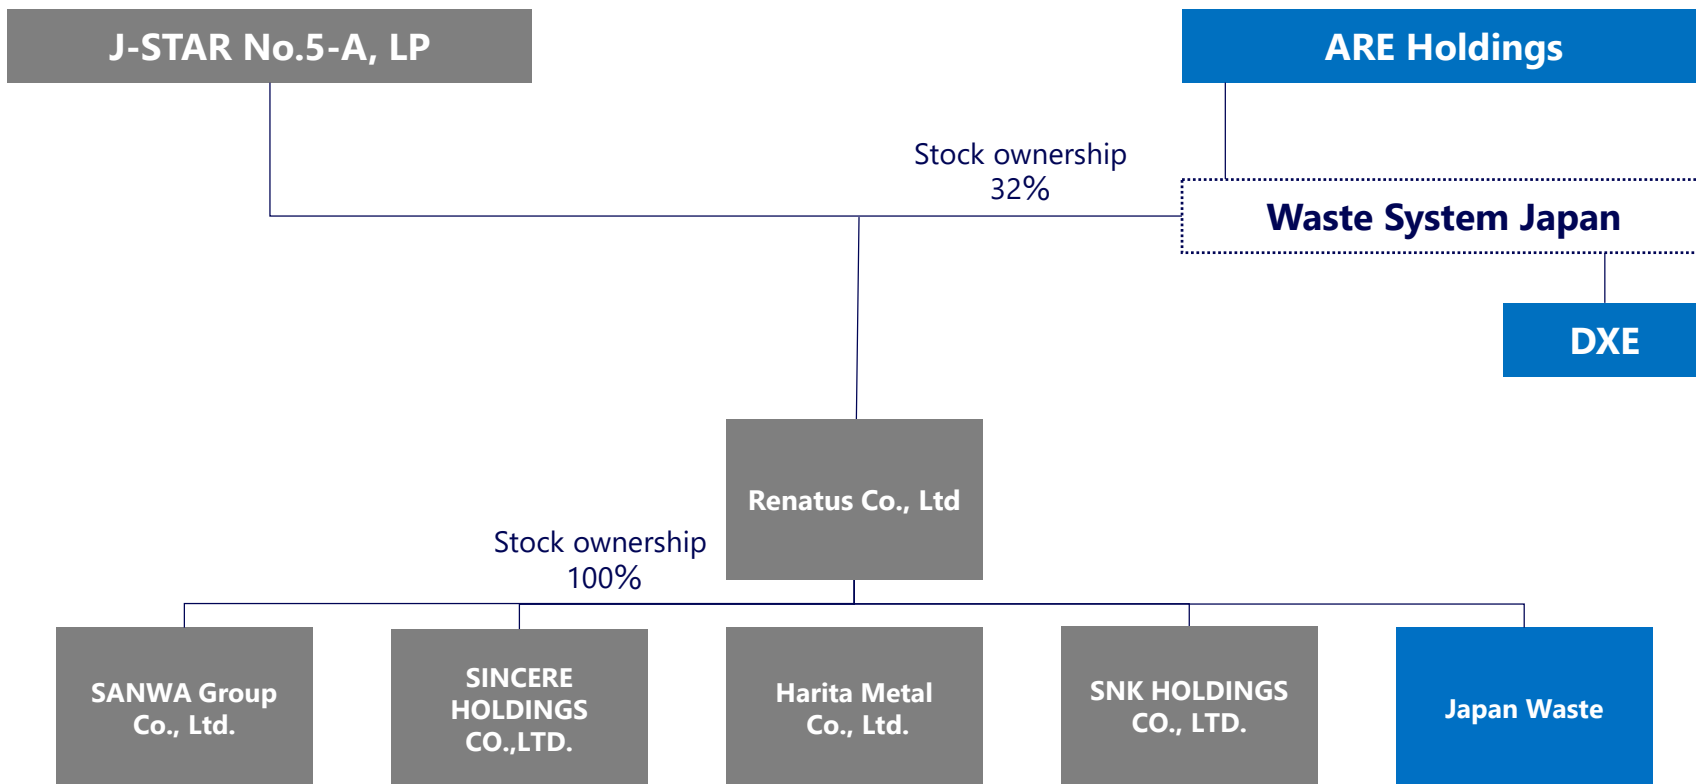 J-STAR No.5-A, LP
ARE Holdings
Stock ownership
32%
Waste System Japan
DXE
Renatus Co., Ltd
Stock ownership
100%
SANWA Group
Co., Ltd.
SINCERE
HOLDINGS
CO.,LTD.
Harita Metal
Co., Ltd.
SNK HOLDINGS
CO., LTD.
Japan Waste